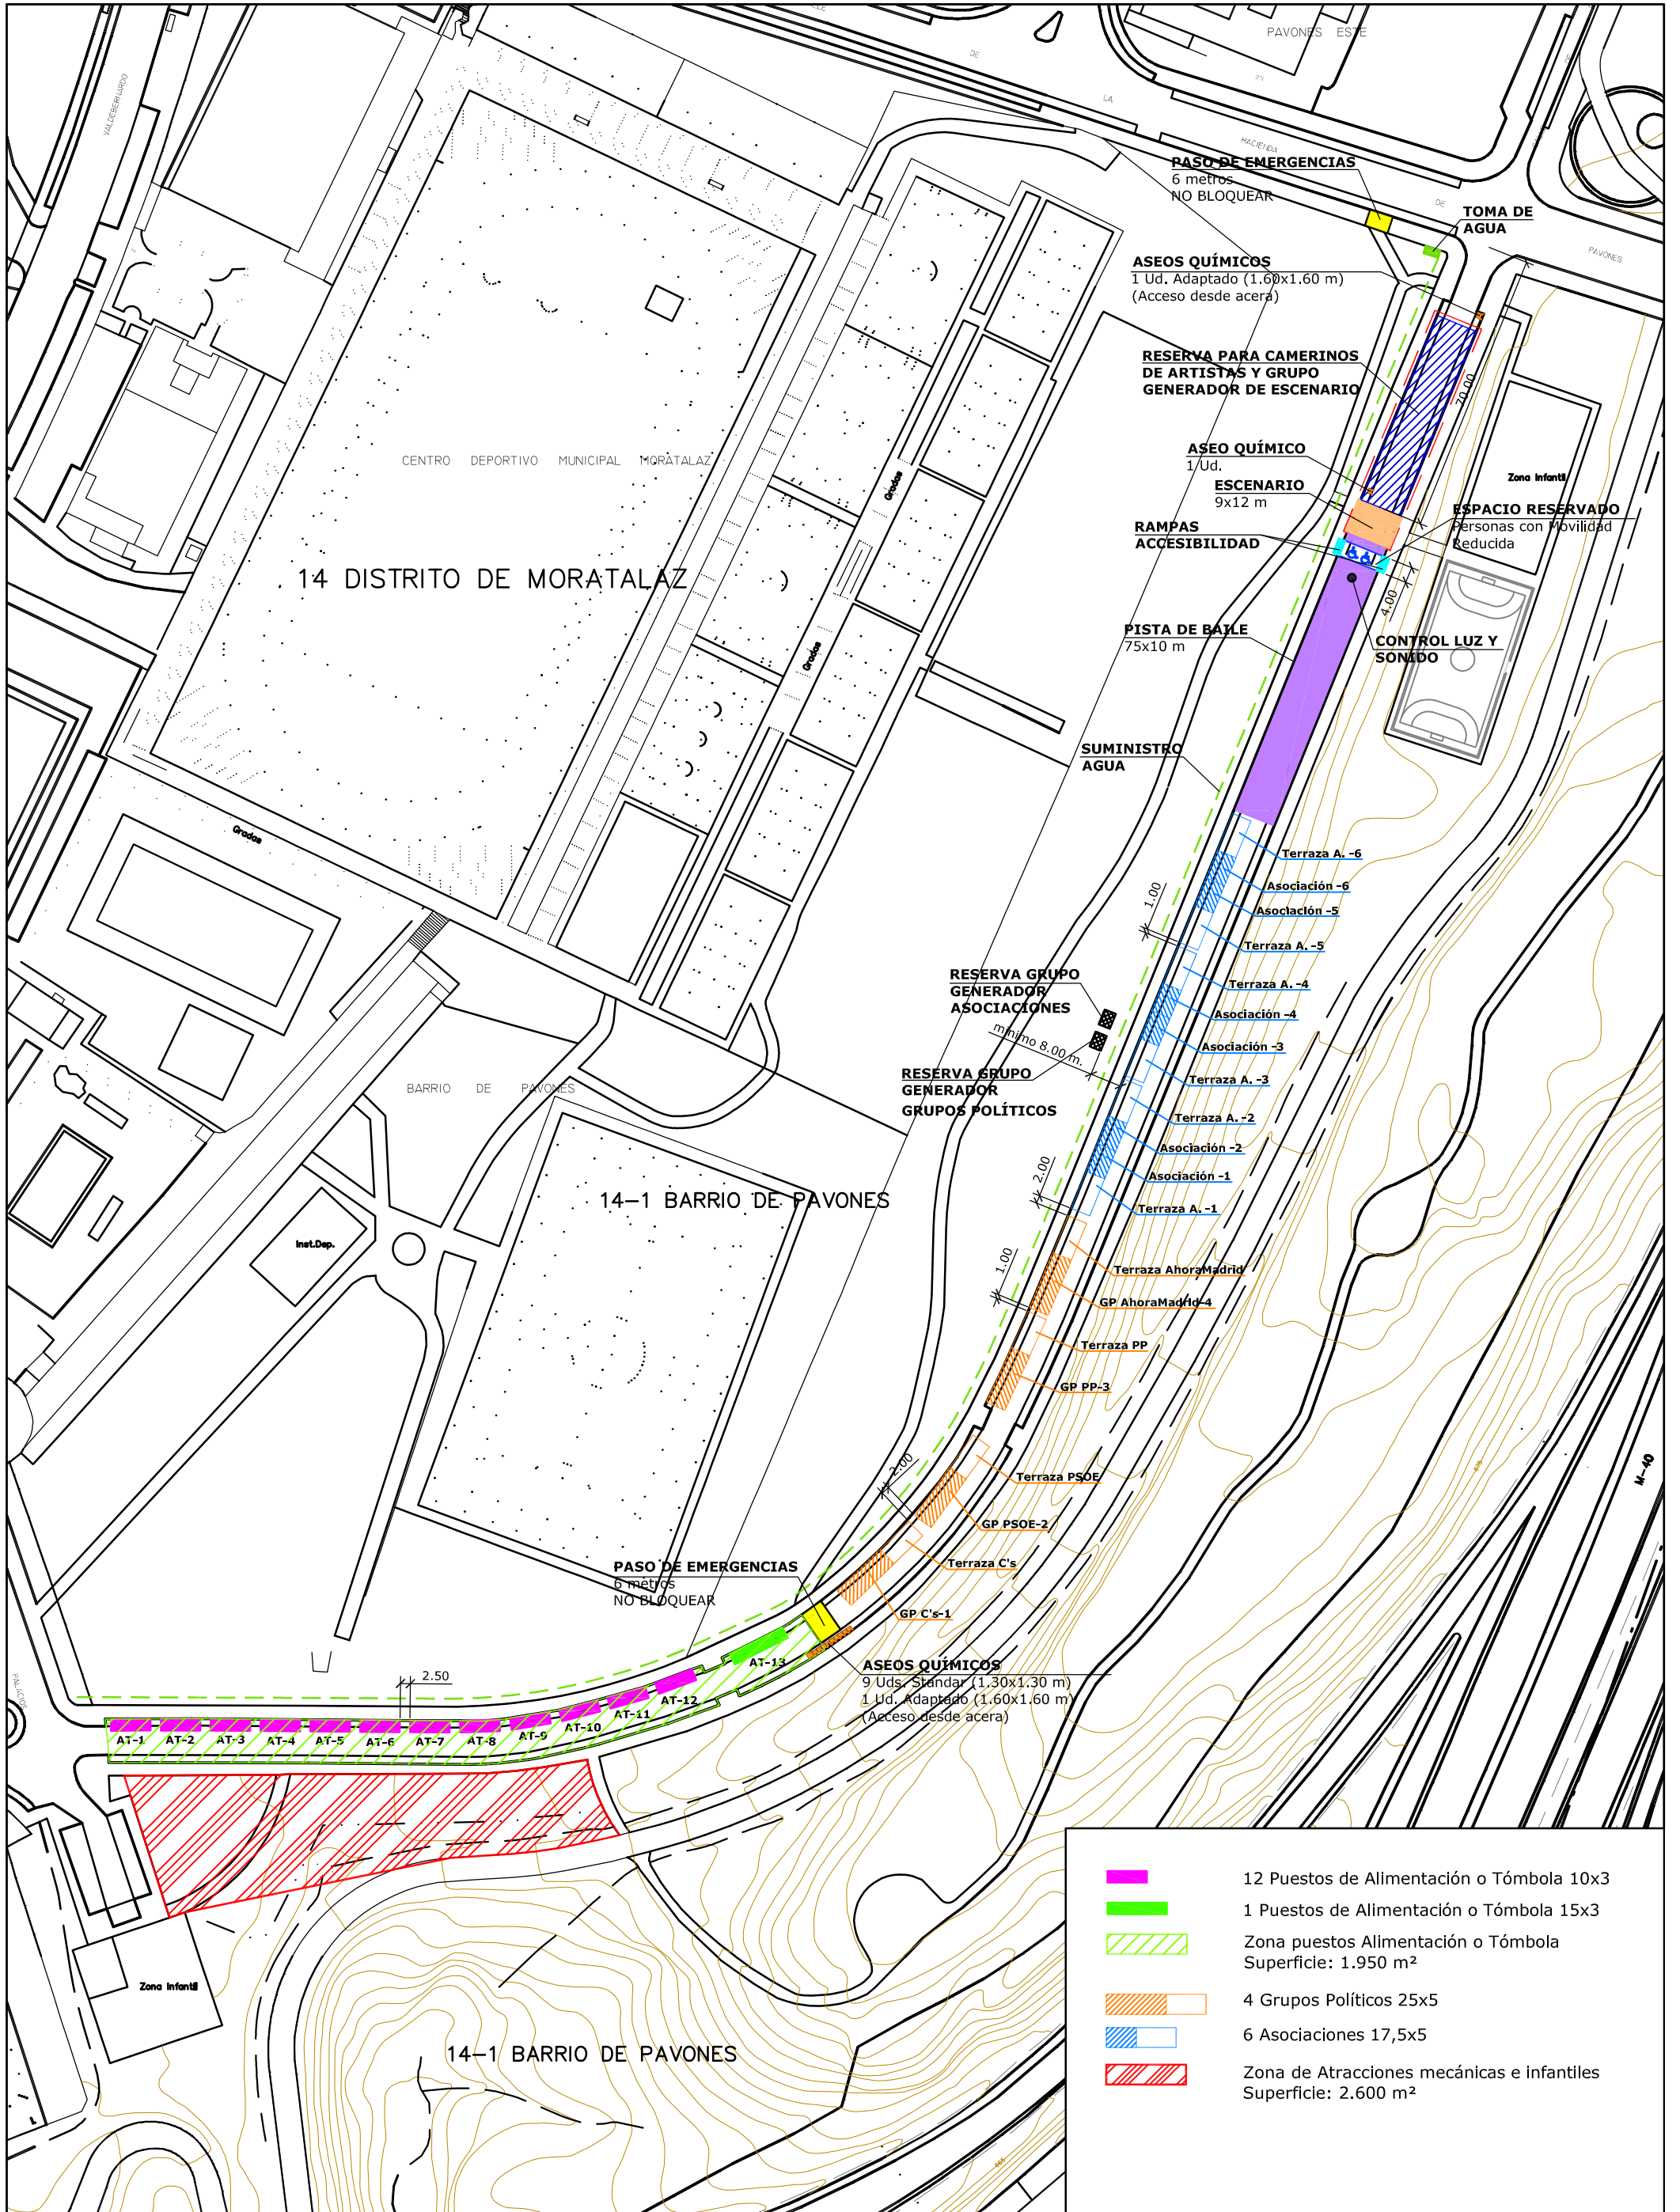 PAVONES ESTE
VALDEBERNARDO
DE
LA
HACIENDA
DE
PAVONES
PASO DE EMERGENCIAS
6 metros
NO BLOQUEAR
TOMA DE
AGUA
ASEOS QUÍMICOS
1 Ud. Adaptado (1.60x1.60 m)
(Acceso desde acera)
RESERVA PARA CAMERINOS
DE ARTISTAS Y GRUPO
GENERADOR DE ESCENARIO
70.00
CENTRO DEPORTIVO MUNICIPAL MORATALAZ
Gradas
ASEO QUÍMICO
1 Ud.
Zona Infantil
ESCENARIO
9x12 m
ESPACIO RESERVADO
Personas con Movilidad
Reducida
RAMPAS
ACCESIBILIDAD
14 DISTRITO DE MORATALAZ
4.00
PISTA DE BAILE
75x10 m
CONTROL LUZ Y
SONIDO
Gradas
SUMINISTRO
AGUA
Gradas
Terraza A. -6
Asociación -6
Asociación -5
1.00
Terraza A. -5
Terraza A. -4
RESERVA GRUPO
GENERADOR
ASOCIACIONES
Asociación -4
mínimo 8.00 m.
Asociación -3
RESERVA GRUPO
GENERADOR
GRUPOS POLÍTICOS
Terraza A. -3
BARRIO DE PAVONES
Terraza A. -2
Asociación -2
2.00
Asociación -1
14-1 BARRIO DE PAVONES
Terraza A. -1
Inst.Dep.
1.00
Terraza AhoraMadrid
GP AhoraMadrid-4
Terraza PP
GP PP-3
2.00
Terraza PSOE
675
M-40
GP PSOE-2
Terraza C's
PASO DE EMERGENCIAS
6 metros
NO BLOQUEAR
GP C's-1
ASEOS QUÍMICOS
9 Uds. Standar (1.30x1.30 m)
1 Ud. Adaptado (1.60x1.60 m)
(Acceso desde acera)
PALACIOS
2.50
AT-1
AT-2
AT-3
AT-4
AT-5
AT-6
AT-7
AT-8
AT-9
AT-10
AT-11
AT-12
AT-13
Zona Infantil
14-1 BARRIO DE PAVONES
665
12 Puestos de Alimentación o Tómbola 10x3
1 Puestos de Alimentación o Tómbola 15x3
Zona puestos Alimentación o Tómbola
Superficie: 1.950 m²
4 Grupos Políticos 25x5
6 Asociaciones 17,5x5
Zona de Atracciones mecánicas e infantiles
Superficie: 2.600 m²